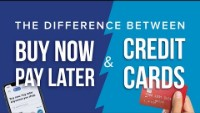 THE DIFFERENCE BETWEEN
BUY NOW
PAY LATER
&
CREDIT
CARDS